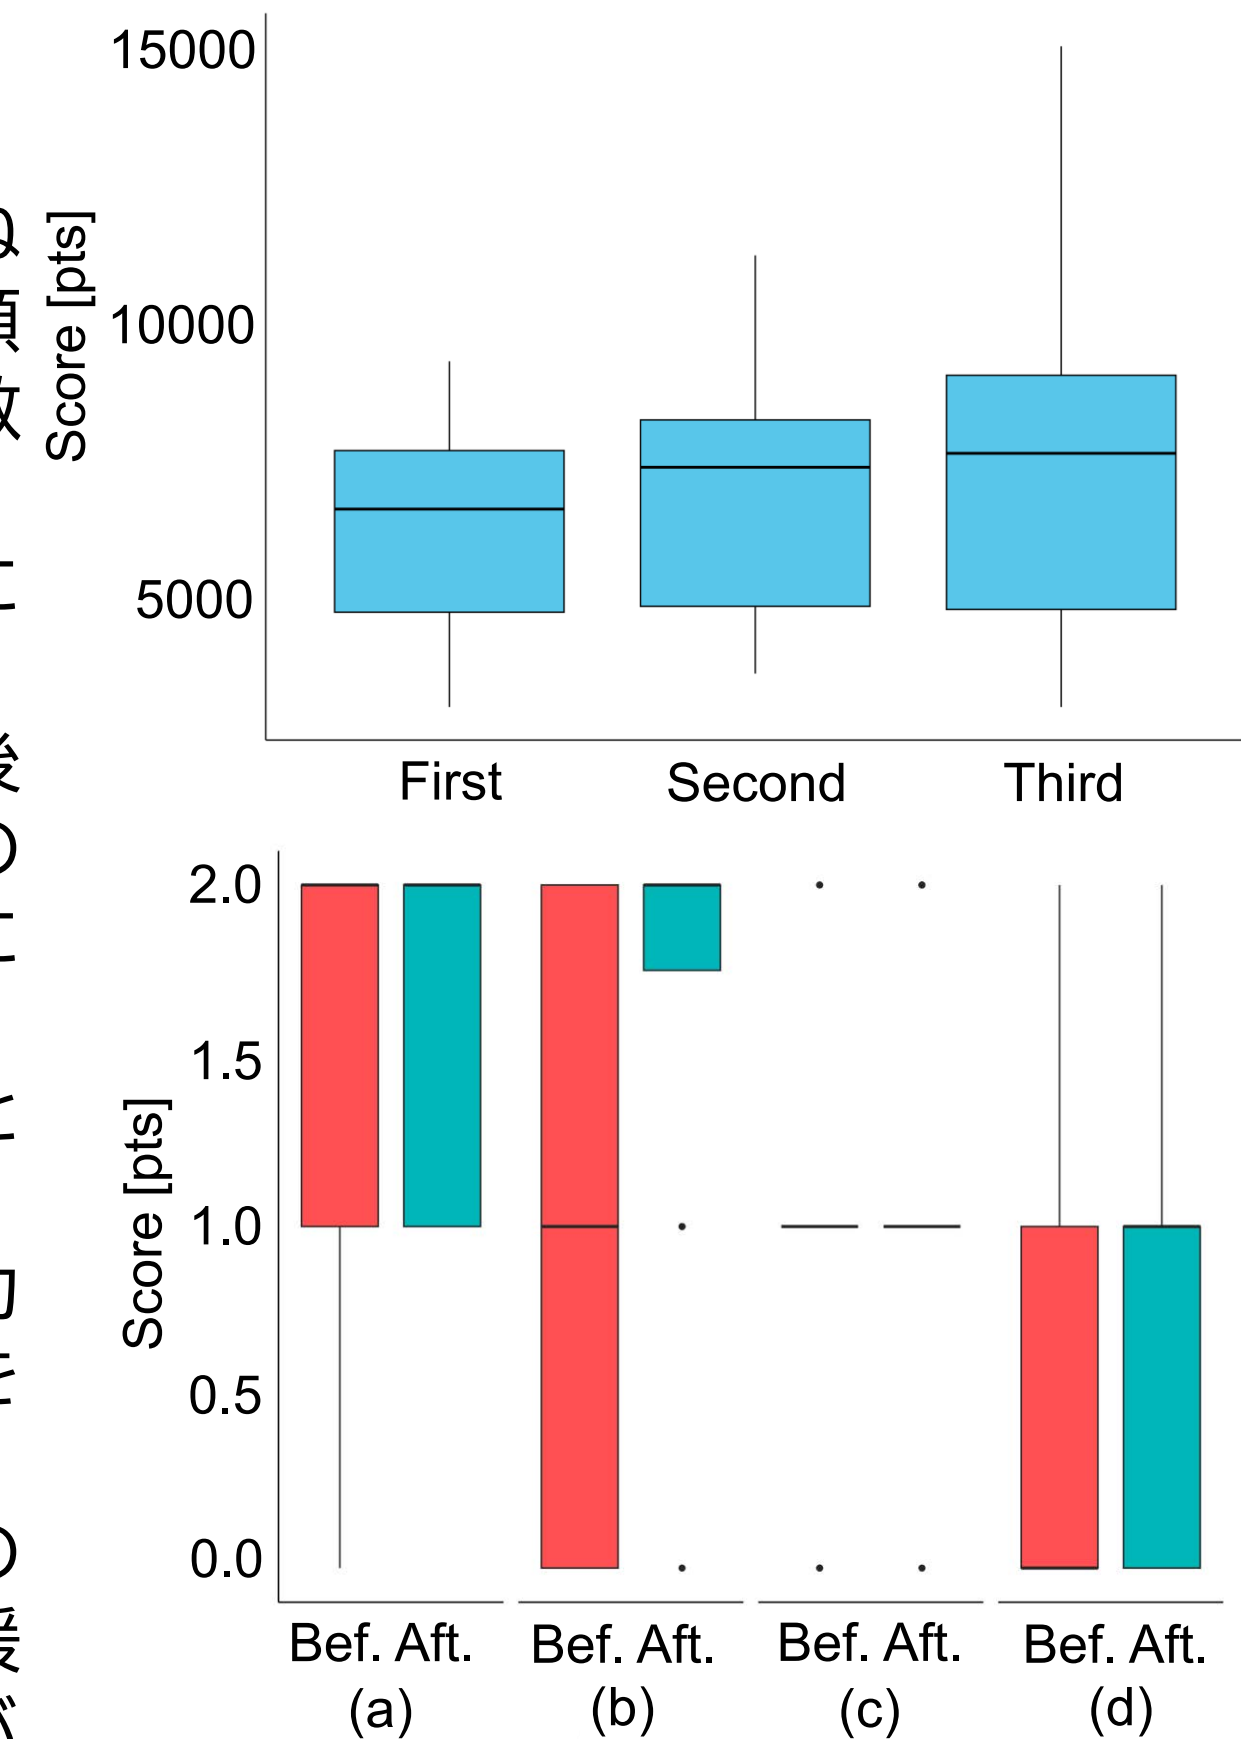 15000
10000
5000
Score [pts]
First Second Third
2.0
1.5
1.0
0.5
0.0
Score [pts]
Bef. Aft. Bef. Aft. Bef. Aft. Bef. Aft.
(a) (b) (c) (d)